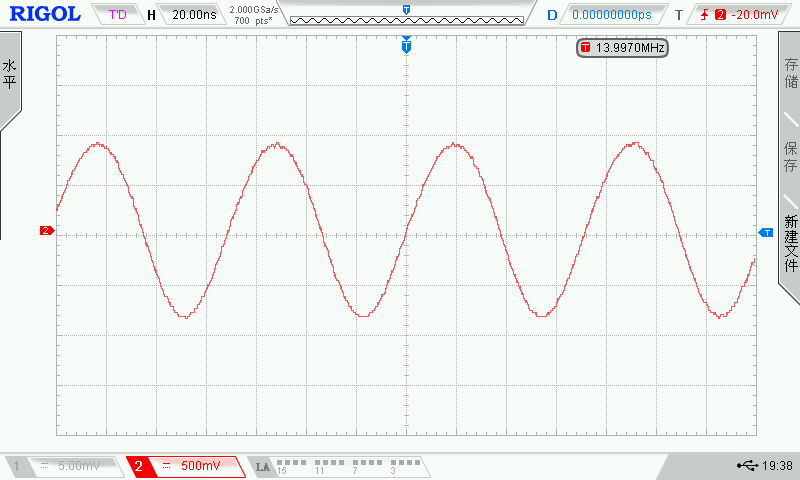 RIGOL T'D H 20.00ns 2.000GSa/s 700 pts* T D 0.00000000ps T 2 -20.0mV
T T 13.9970MHz
水平
存储
保存
2 T
新建文件
1 5.00mV 2 500mV LA 15 11 7 3 19:38